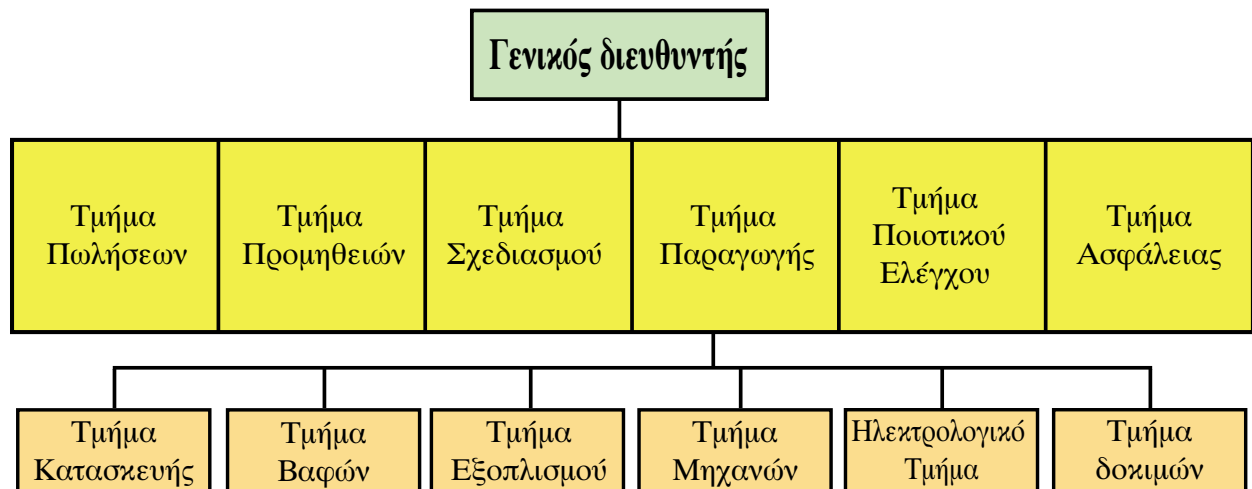 Γενικός διευθυντής
Τμήμα
Πωλήσεων
Τμήμα
Προμηθειών
Τμήμα
Σχεδιασμού
Τμήμα
Παραγωγής
Τμήμα
Ποιοτικού
Ελέγχου
Τμήμα
Ασφάλειας
Τμήμα
Κατασκευής
Τμήμα
Βαφών
Τμήμα
Εξοπλισμού
Τμήμα
Μηχανών
Ηλεκτρολογικό
Τμήμα
Τμήμα
δοκιμών